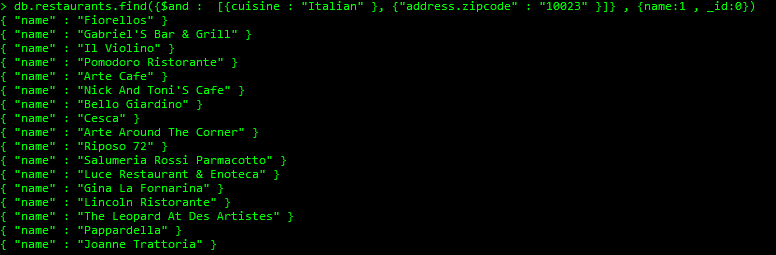 > db.restaurants.find({$and :  [{cuisine : "Italian" }, {"address.zipcode" : "10023" }]} , {name:1 , _id:0})
{ "name" : "Fiorellos" }
{ "name" : "Gabriel'S Bar & Grill" }
{ "name" : "Il Violino" }
{ "name" : "Pomodoro Ristorante" }
{ "name" : "Arte Cafe" }
{ "name" : "Nick And Toni'S Cafe" }
{ "name" : "Bello Giardino" }
{ "name" : "Cesca" }
{ "name" : "Arte Around The Corner" }
{ "name" : "Riposo 72" }
{ "name" : "Salumeria Rossi Parmacotto" }
{ "name" : "Luce Restaurant & Enoteca" }
{ "name" : "Gina La Fornarina" }
{ "name" : "Lincoln Ristorante" }
{ "name" : "The Leopard At Des Artistes" }
{ "name" : "Pappardella" }
{ "name" : "Joanne Trattoria" }